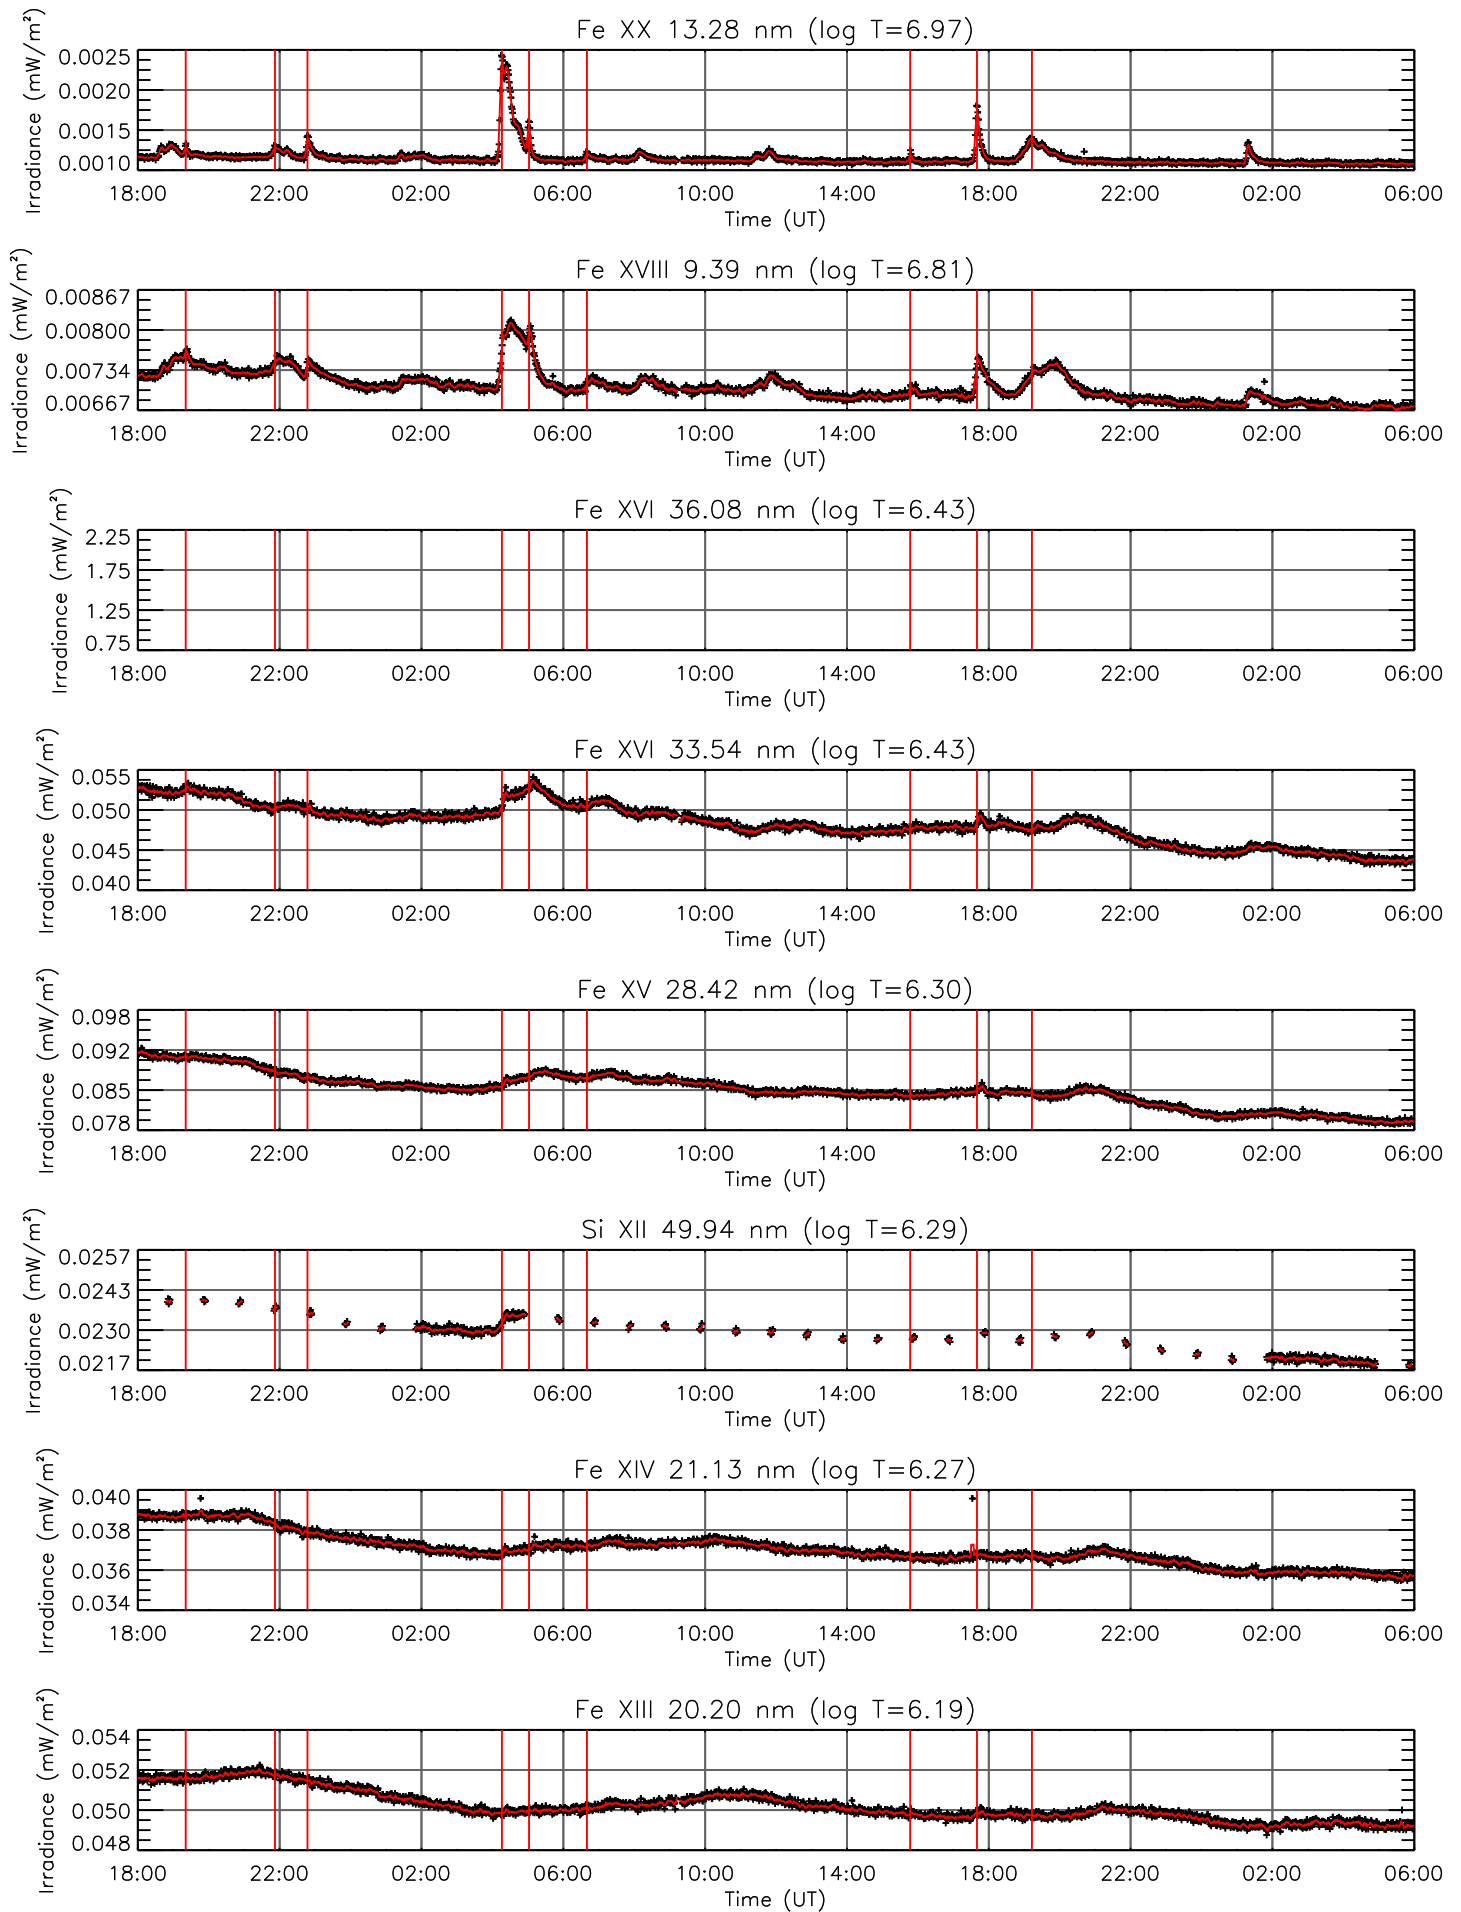 Fe XX 13.28 nm (log T=6.97)
Irradiance (mW/m²)
0.0025
0.0020
0.0015
0.0010
18:00 22:00 02:00 06:00 10:00 14:00 18:00 22:00 02:00 06:00
Time (UT)
Fe XVIII 9.39 nm (log T=6.81)
Irradiance (mW/m²)
0.00867
0.00800
0.00734
0.00667
18:00 22:00 02:00 06:00 10:00 14:00 18:00 22:00 02:00 06:00
Time (UT)
Fe XVI 36.08 nm (log T=6.43)
Irradiance (mW/m²)
2.25
1.75
1.25
0.75
18:00 22:00 02:00 06:00 10:00 14:00 18:00 22:00 02:00 06:00
Time (UT)
Fe XVI 33.54 nm (log T=6.43)
Irradiance (mW/m²)
0.055
0.050
0.045
0.040
18:00 22:00 02:00 06:00 10:00 14:00 18:00 22:00 02:00 06:00
Time (UT)
Fe XV 28.42 nm (log T=6.30)
Irradiance (mW/m²)
0.098
0.092
0.085
0.078
18:00 22:00 02:00 06:00 10:00 14:00 18:00 22:00 02:00 06:00
Time (UT)
Si XII 49.94 nm (log T=6.29)
Irradiance (mW/m²)
0.0257
0.0243
0.0230
0.0217
18:00 22:00 02:00 06:00 10:00 14:00 18:00 22:00 02:00 06:00
Time (UT)
Fe XIV 21.13 nm (log T=6.27)
Irradiance (mW/m²)
0.040
0.038
0.036
0.034
18:00 22:00 02:00 06:00 10:00 14:00 18:00 22:00 02:00 06:00
Time (UT)
Fe XIII 20.20 nm (log T=6.19)
Irradiance (mW/m²)
0.054
0.052
0.050
0.048
18:00 22:00 02:00 06:00 10:00 14:00 18:00 22:00 02:00 06:00
Time (UT)